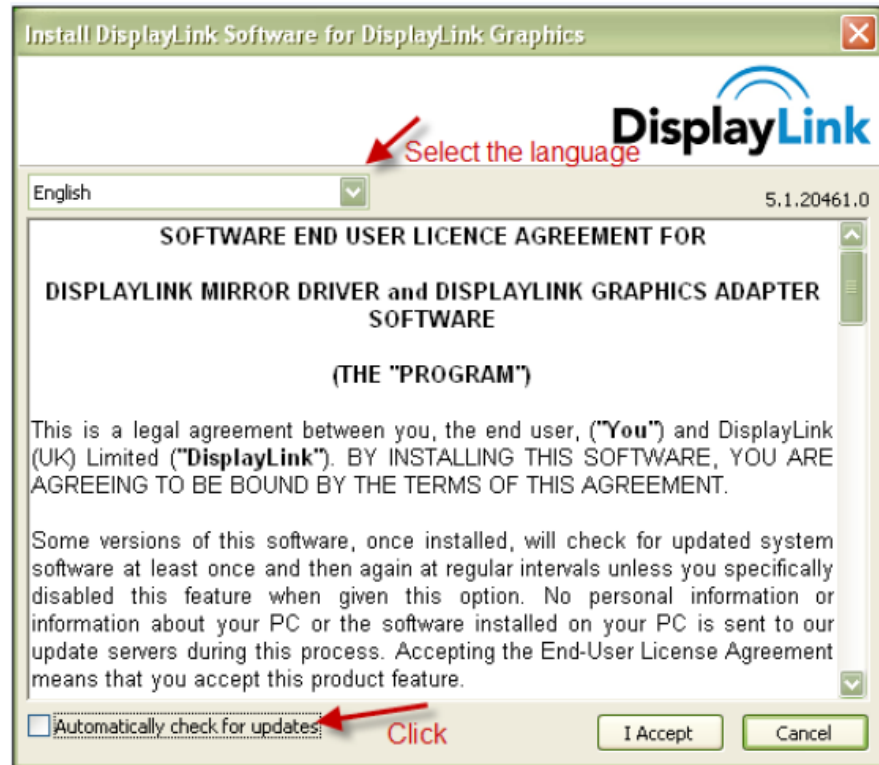 Install DisplayLink Software for DisplayLink Graphics
DisplayLink
Select the language
English
5.1.20461.0
SOFTWARE END USER LICENCE AGREEMENT FOR
DISPLAYLINK MIRROR DRIVER and DISPLAYLINK GRAPHICS ADAPTER
SOFTWARE
(THE "PROGRAM")
This is a legal agreement between you, the end user, ("You") and DisplayLink
(UK) Limited ("DisplayLink"). BY INSTALLING THIS SOFTWARE, YOU ARE
AGREEING TO BE BOUND BY THE TERMS OF THIS AGREEMENT.
Some versions of this software, once installed, will check for updated system
software at least once and then again at regular intervals unless you specifically
disabled this feature when given this option. No personal information or
information about your PC or the software installed on your PC is sent to our
update servers during this process. Accepting the End-User License Agreement
means that you accept this product feature.
Automatically check for updates
Click
I Accept
Cancel